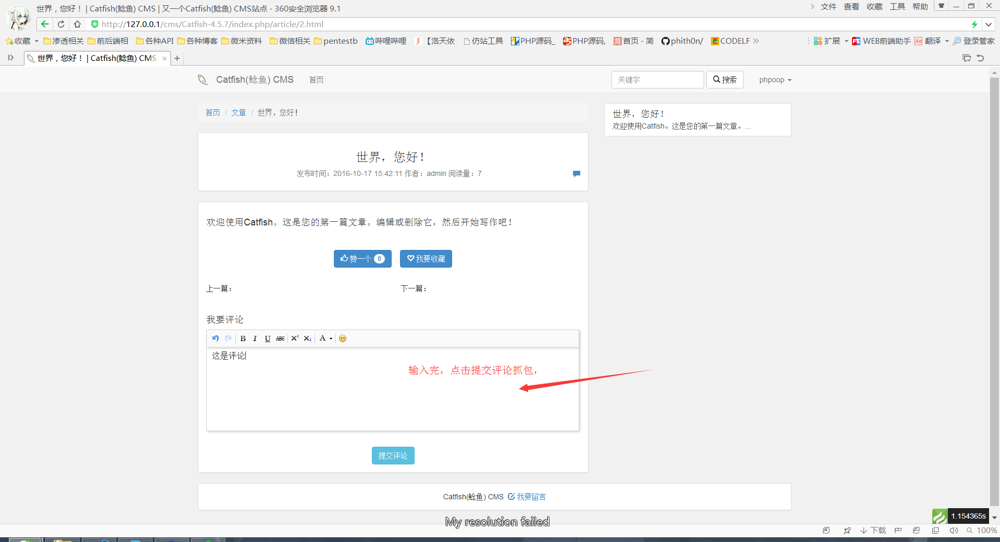 世界，您好！ | Catfish(鲶鱼) CMS | 又一个Catfish(鲶鱼) CMS站点 - 360安全浏览器 9.1
文件 查看 收藏 工具 帮助
http://127.0.0.1/cms/Catfish-4.5.7/index.php/article/2.html
收藏 渗透相关 前后端相 各种API 各种博客 微米资料 微信相关 pentestb 哔哩哔哩 【洛天依 仿站工具 PHP源码_ PHP源码, 首页 - 简 phith0n/ CODELF » 扩展 WEB前端助手 翻译 登录管家
世界，您好！ | Catfish(鲶鱼) CMS
Catfish(鲶鱼) CMS 首页 关键字 搜索 phpoop
首页 / 文章 / 世界，您好！
世界，您好！
欢迎使用Catfish。这是您的第一篇文章。...
世界，您好！
发布时间：2016-10-17 15:42:11 作者：admin 阅读量：7
欢迎使用Catfish。这是您的第一篇文章。编辑或删除它，然后开始写作吧！
赞一个 0 我要收藏
上一篇： 下一篇：
我要评论
B I U ABC X² X₂ A
这是评论
输入完，点击提交评论抓包，
提交评论
Catfish(鲶鱼) CMS 我要留言
My resolution failed
1.154365s
下载 100%